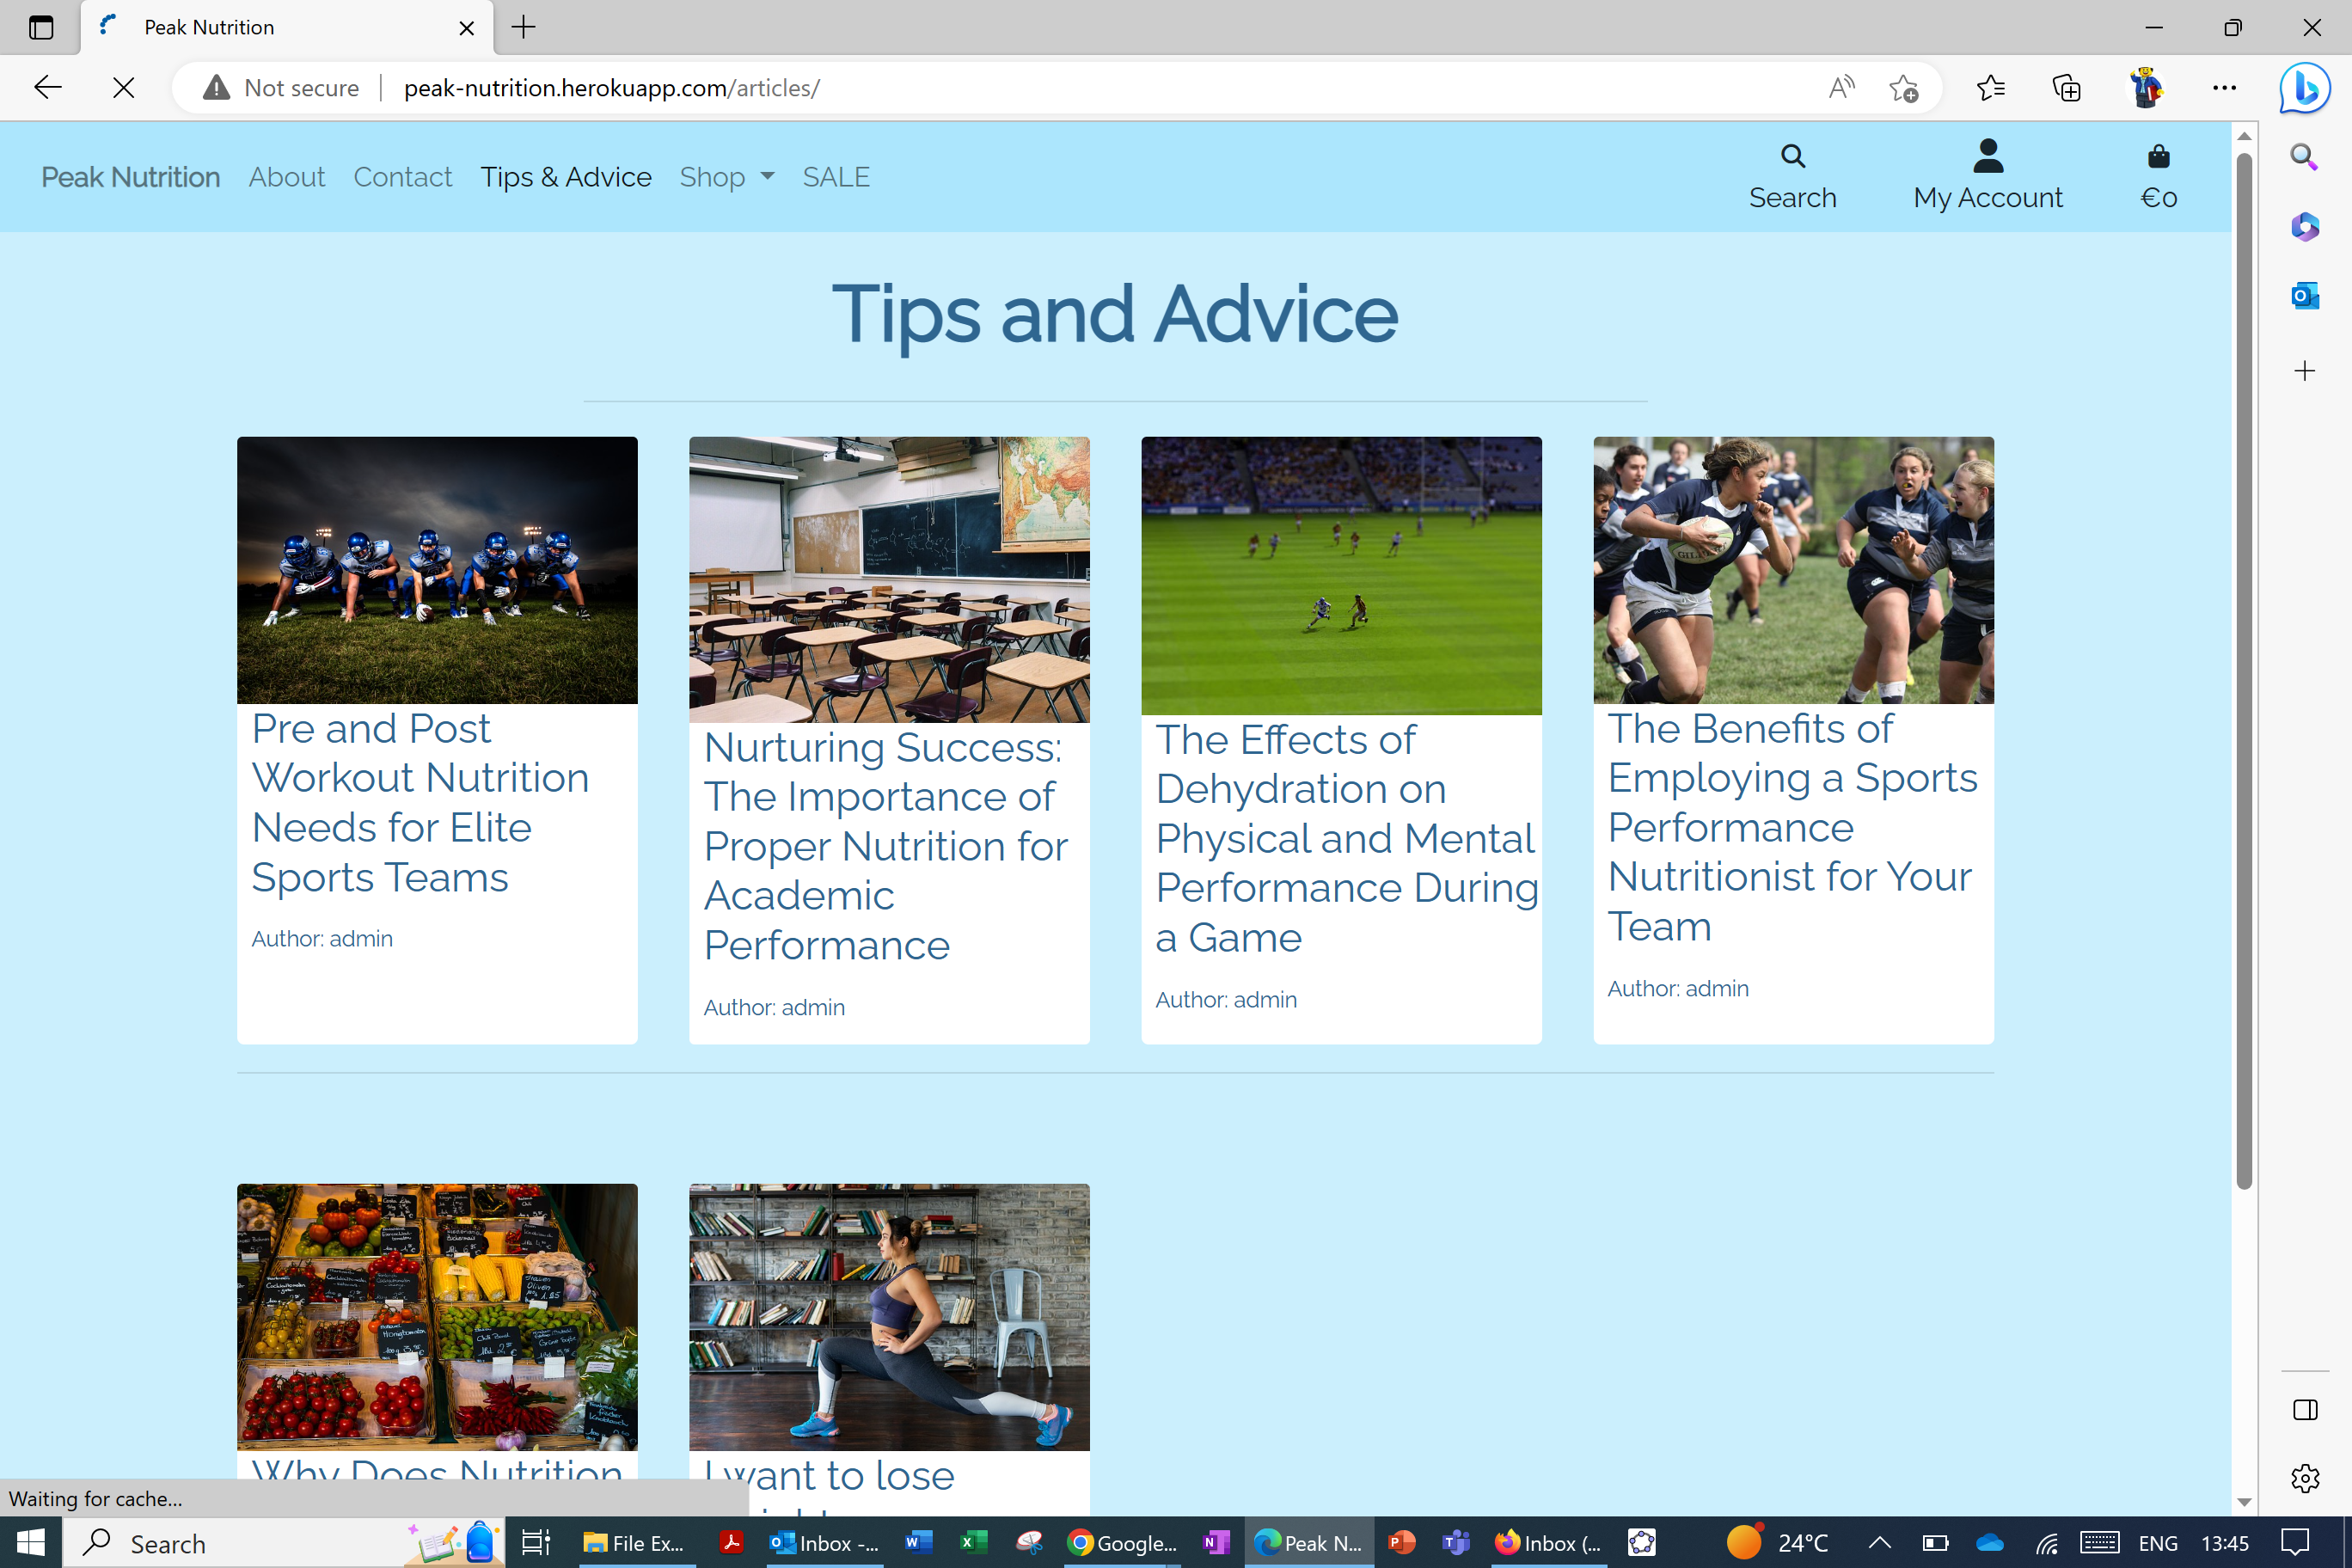 Peak Nutrition
Not secure peak-nutrition.herokuapp.com/articles/
Peak Nutrition About Contact Tips & Advice Shop SALE Search My Account €0
Tips and Advice
Pre and Post
Workout Nutrition
Needs for Elite
Sports Teams
Author: admin
Nurturing Success:
The Importance of
Proper Nutrition for
Academic
Performance
Author: admin
The Effects of
Dehydration on
Physical and Mental
Performance During
a Game
Author: admin
The Benefits of
Employing a Sports
Performance
Nutritionist for Your
Team
Author: admin
Why Does Nutrition
I want to lose
Waiting for cache...
Search File Ex... Inbox -... Google... Peak N... Inbox (... 24°C ENG 13:45